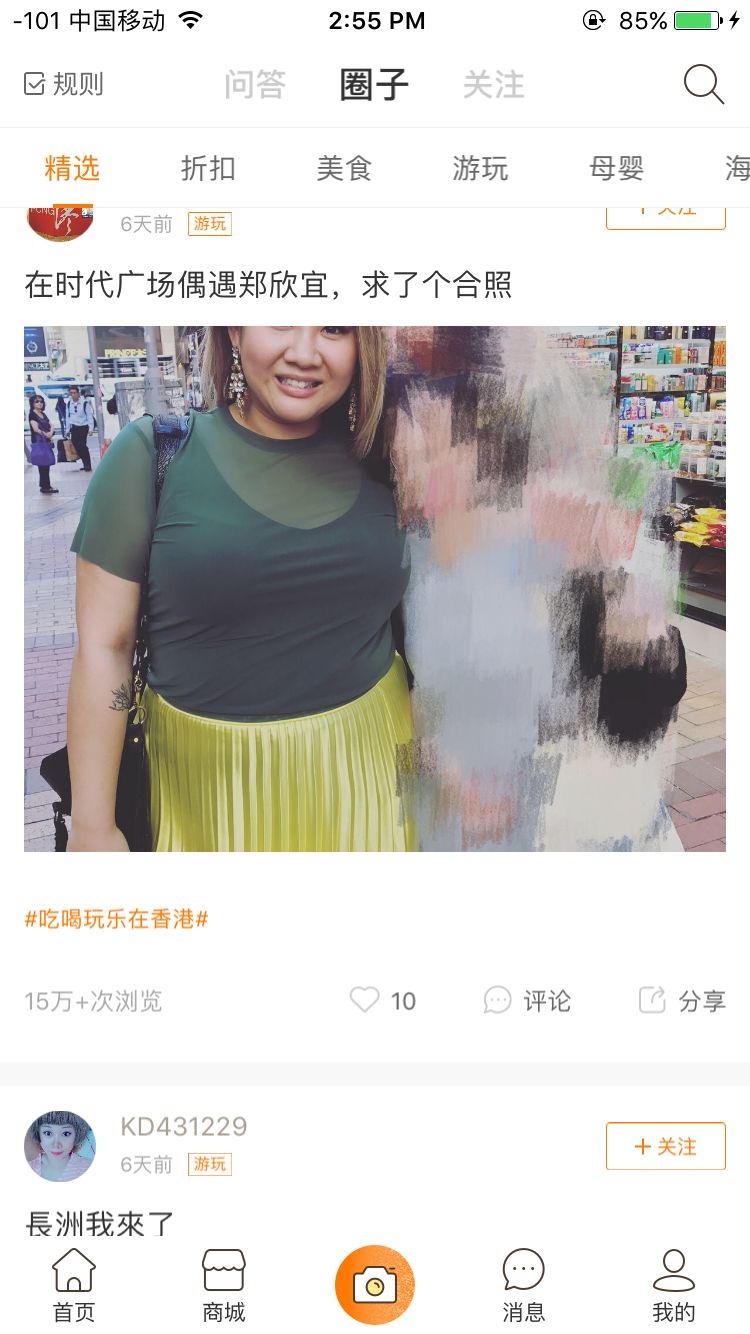 -101 中国移动 2:55 PM 85%
规则 问答 圈子 关注
精选 折扣 美食 游玩 母婴 海
6天前 游玩 + 关注
在时代广场偶遇郑欣宜，求了个合照
#吃喝玩乐在香港#
15万+次浏览 10 评论 分享
KD431229
6天前 游玩 + 关注
長洲我來了
首页 商城 消息 我的